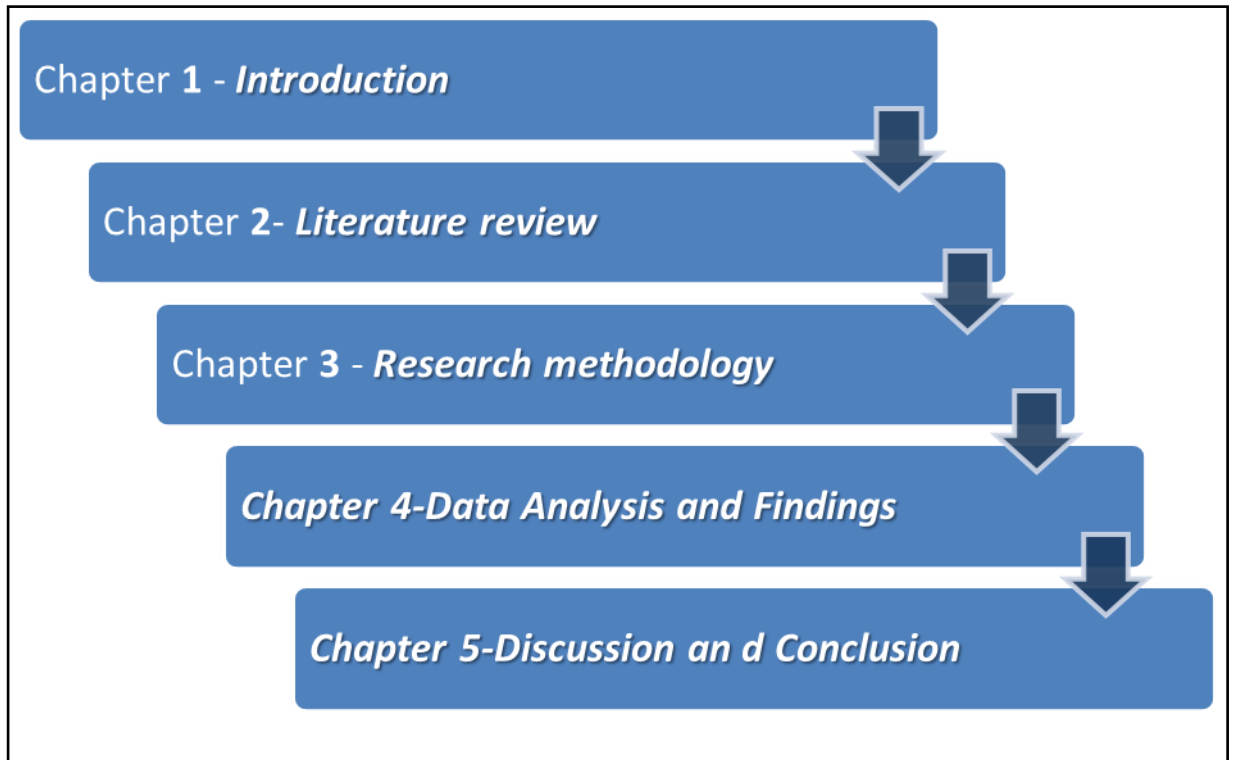 Chapter 1 - Introduction
Chapter 2- Literature review
Chapter 3 - Research methodology
Chapter 4-Data Analysis and Findings
Chapter 5-Discussion an d Conclusion